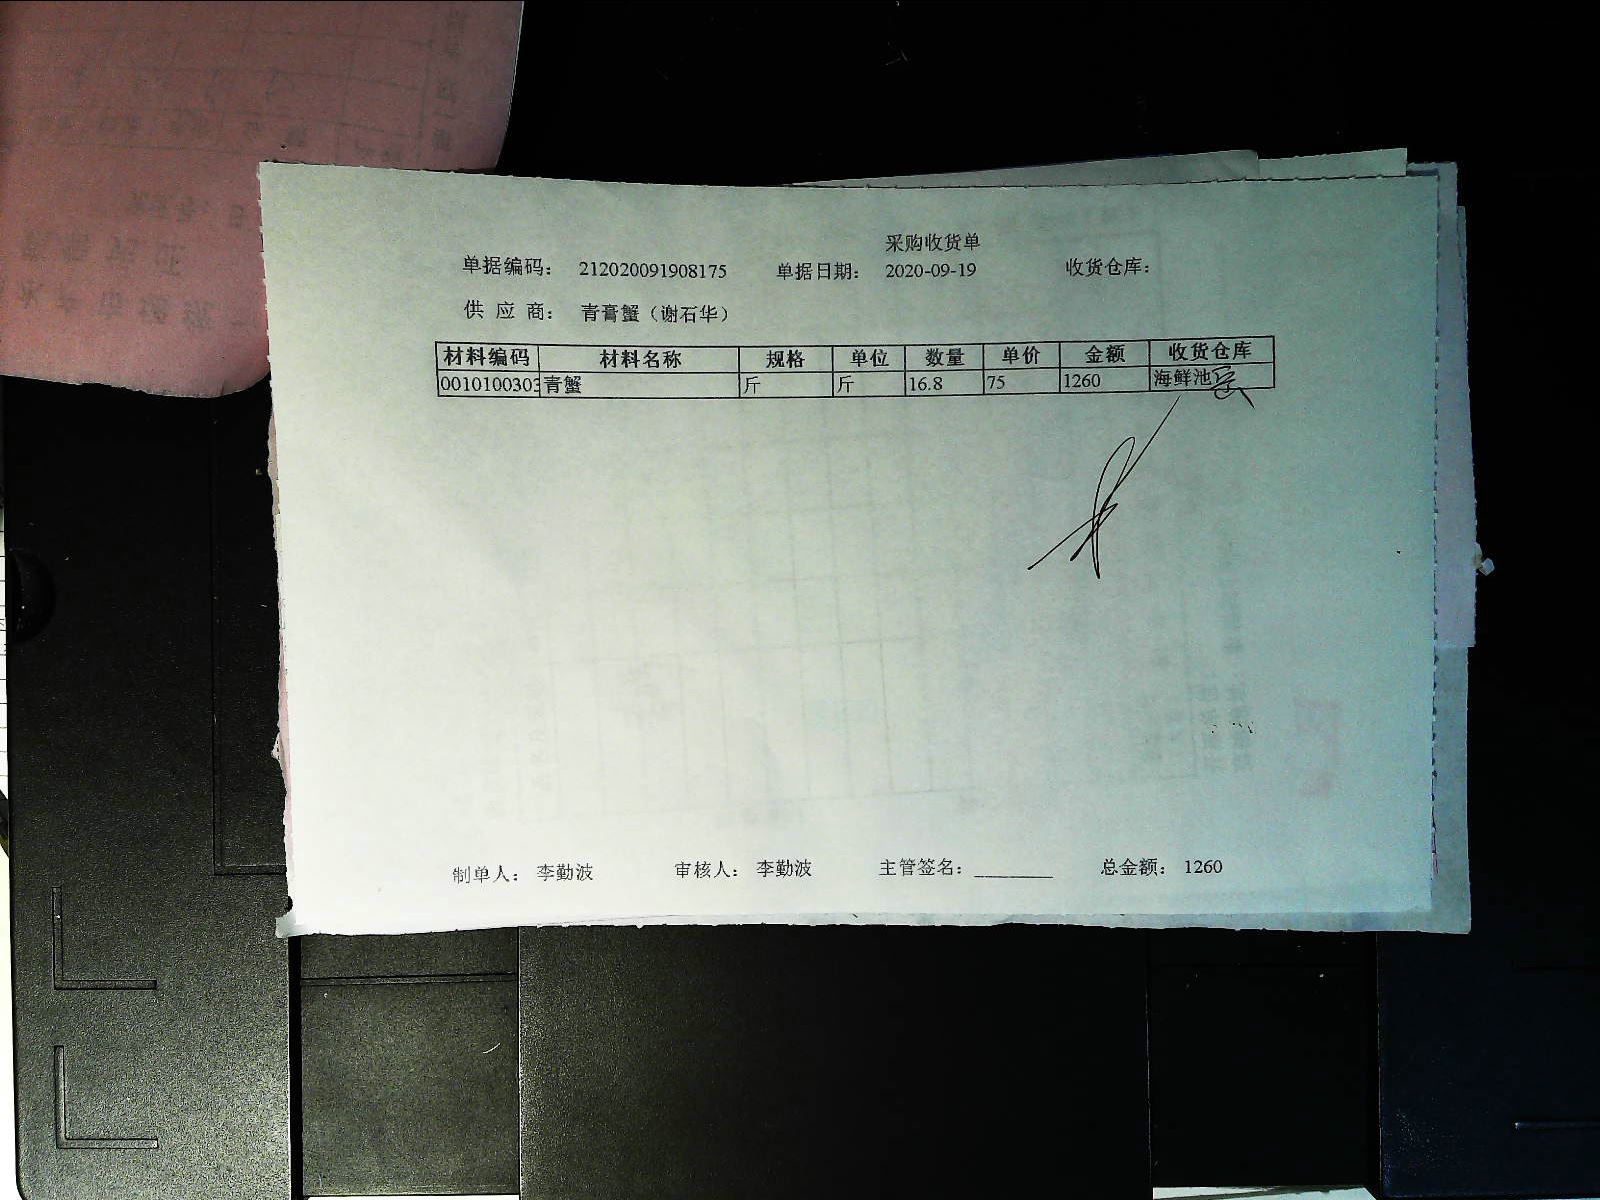 采购收货单
单据编码： 212020091908175 单据日期： 2020-09-19 收货仓库：
供 应 商： 青膏蟹（谢石华）
材料编码 材料名称 规格 单位 数量 单价 金额 收货仓库
0010100303 青蟹 斤 斤 16.8 75 1260 海鲜池
制单人： 李勤波 审核人： 李勤波 主管签名：________ 总金额： 1260